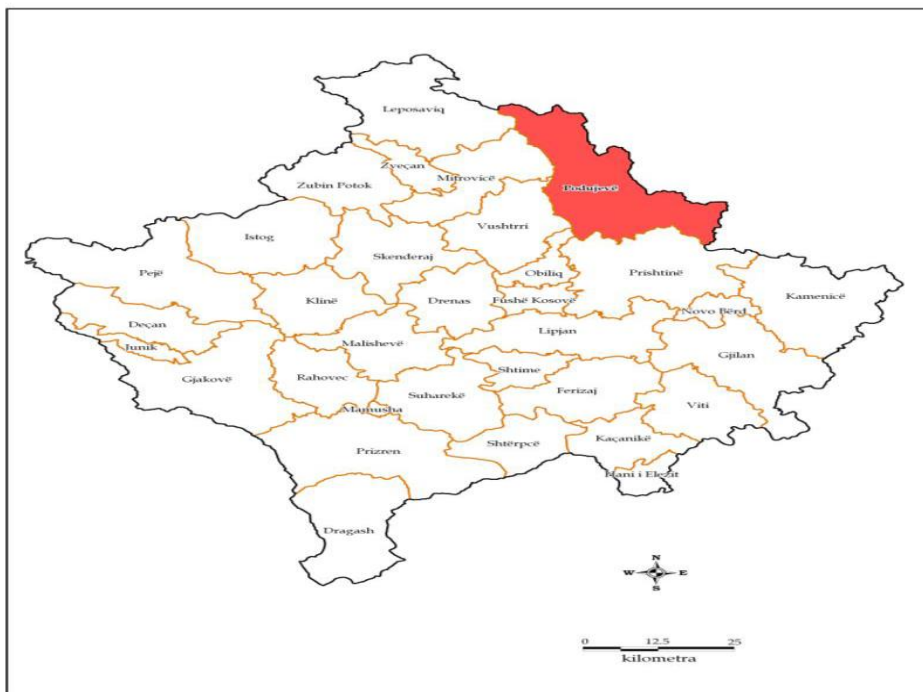 Leposaviq
Zveçan
Mitrovicë
Zubin Potok
Podujevë
Istog
Vushtrri
Skenderaj
Pejë
Obiliq
Prishtinë
Klinë
Drenas
Fushë Kosovë
Kamenicë
Novo Bërd
Deçan
Lipjan
Junik
Malishevë
Gjilan
Gjakovë
Rahovec
Shtime
Suharekë
Ferizaj
Mamusha
Viti
Prizren
Shtërpcë
Kaçanikë
Hani i Elezit
Dragash
N
W E
S
0 12.5 25
kilometra